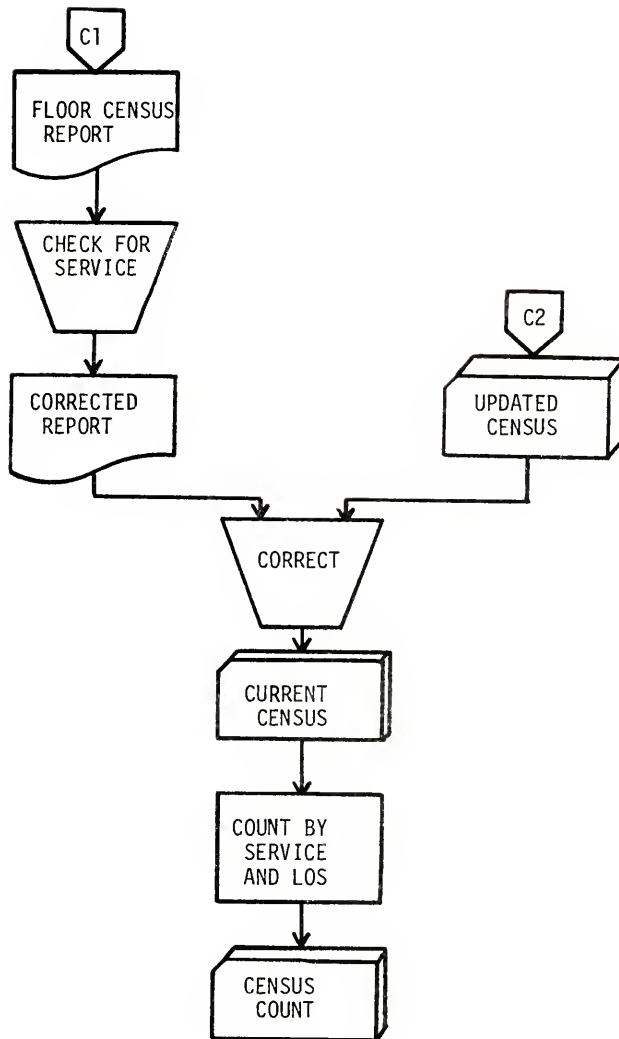 C1
FLOOR CENSUS
REPORT
CHECK FOR
SERVICE
CORRECTED
REPORT
C2
UPDATED
CENSUS
CORRECT
CURRENT
CENSUS
COUNT BY
SERVICE
AND LOS
CENSUS
COUNT